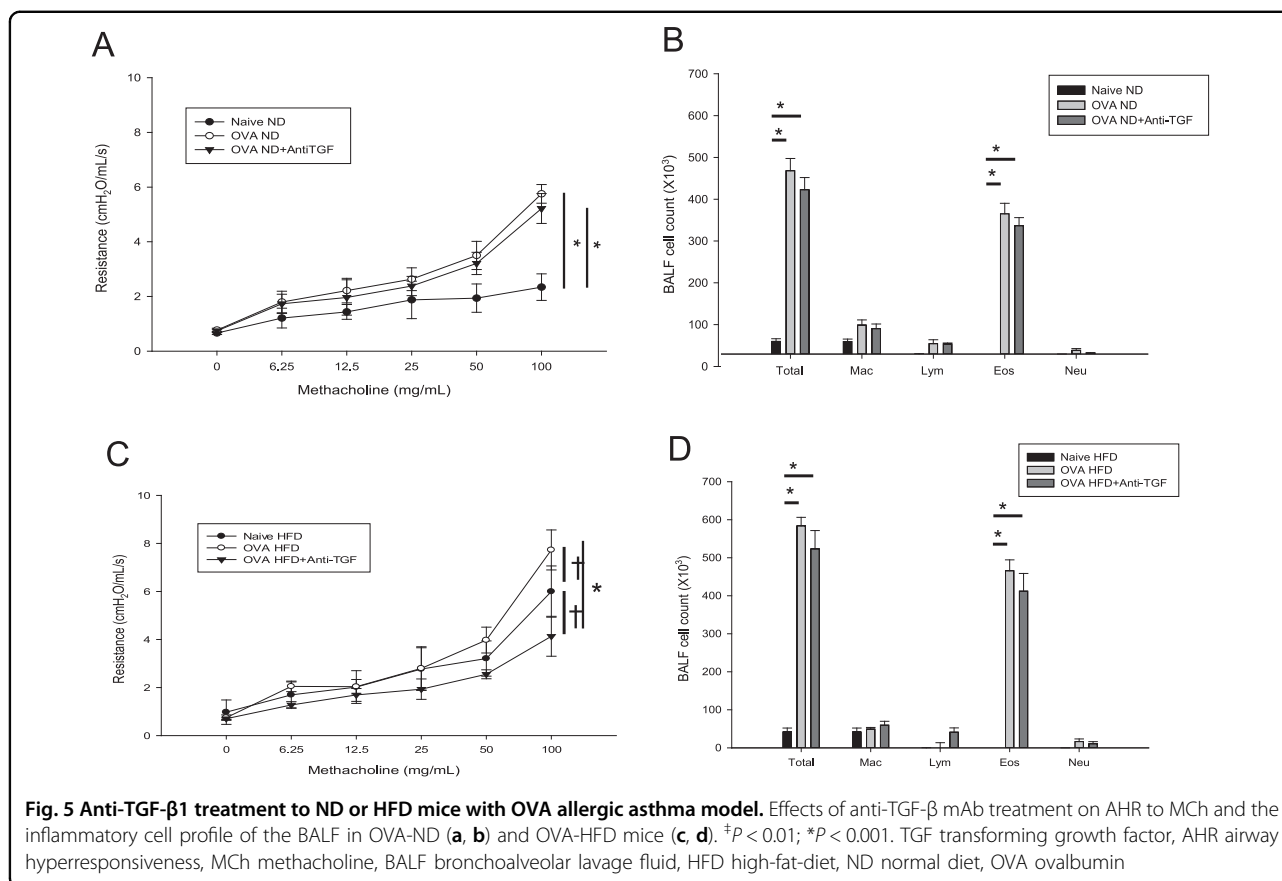 A
10
8
6
4
2
0
Resistance (cmH2O/mL/s)
Naive ND
OVA ND
OVA ND+AntiTGF
* *
0 6.25 12.5 25 50 100
Methacholine (mg/mL)
B
700
600
500
400
300
200
100
0
BALF cell count (X10³)
Naive ND
OVA ND
OVA ND+Anti-TGF
*
*
*
*
Total Mac Lym Eos Neu
C
10
8
6
4
2
0
Resistance (cmH2O/mL/s)
Naive HFD
OVA HFD
OVA HFD+Anti-TGF
‡
*
‡
0 6.25 12.5 25 50 100
Methacholine (mg/mL)
D
700
600
500
400
300
200
100
0
BALF cell count (X10³)
Naive HFD
OVA HFD
OVA HFD+Anti-TGF
*
*
*
*
Total Mac Lym Eos Neu
Fig. 5 Anti-TGF-β1 treatment to ND or HFD mice with OVA allergic asthma model. Effects of anti-TGF-β mAb treatment on AHR to MCh and the
inflammatory cell profile of the BALF in OVA-ND (a, b) and OVA-HFD mice (c, d). ‡P < 0.01; *P < 0.001. TGF transforming growth factor, AHR airway
hyperresponsiveness, MCh methacholine, BALF bronchoalveolar lavage fluid, HFD high-fat-diet, ND normal diet, OVA ovalbumin